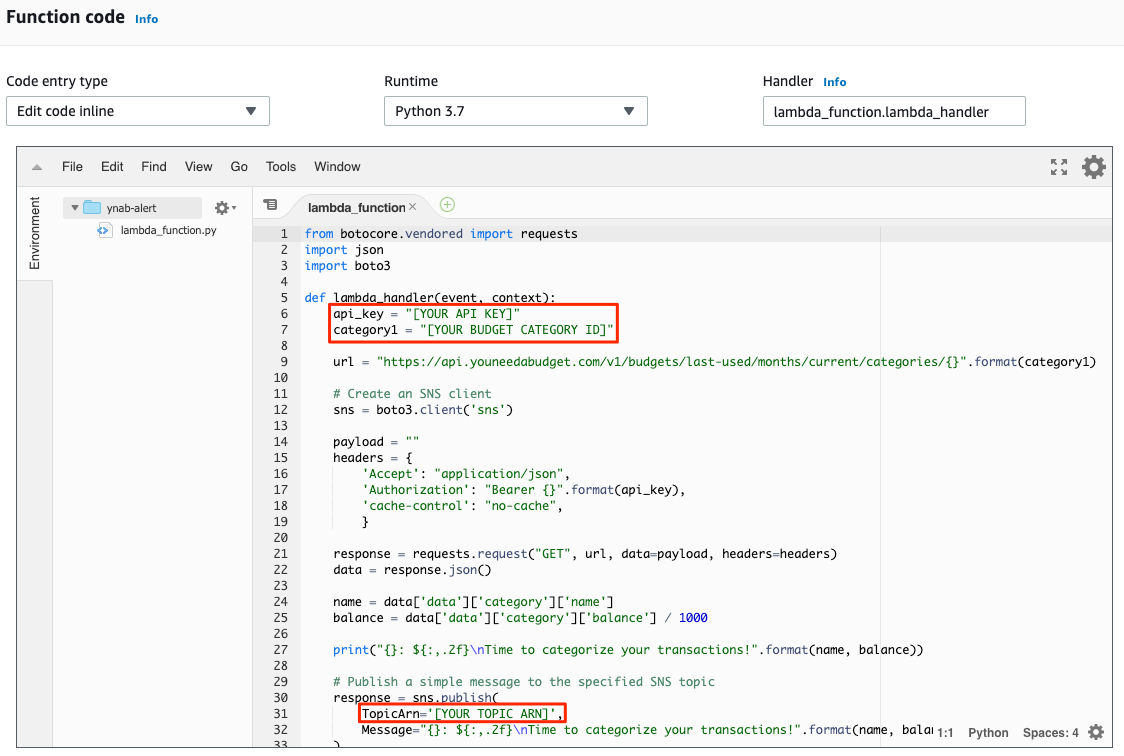 Function code Info
Code entry type Runtime Handler Info
Edit code inline Python 3.7 lambda_function.lambda_handler
File Edit Find View Go Tools Window
Environment
ynab-alert
lambda_function.py
lambda_function
1 from botocore.vendored import requests
2 import json
3 import boto3
4
5 def lambda_handler(event, context):
6 api_key = "[YOUR API KEY]"
7 category1 = "[YOUR BUDGET CATEGORY ID]"
8
9 url = "https://api.youneedabudget.com/v1/budgets/last-used/months/current/categories/{}".format(category1)
10
11 # Create an SNS client
12 sns = boto3.client('sns')
13
14 payload = ""
15 headers = {
16 'Accept': "application/json",
17 'Authorization': "Bearer {}".format(api_key),
18 'cache-control': "no-cache",
19 }
20
21 response = requests.request("GET", url, data=payload, headers=headers)
22 data = response.json()
23
24 name = data['data']['category']['name']
25 balance = data['data']['category']['balance'] / 1000
26
27 print("{}: ${:,.2f}\nTime to categorize your transactions!".format(name, balance))
28
29 # Publish a simple message to the specified SNS topic
30 response = sns.publish(
31 TopicArn='[YOUR TOPIC ARN]',
32 Message="{}: ${:,.2f}\nTime to categorize your transactions!".format(name, bala
33 )
1:1 Python Spaces: 4